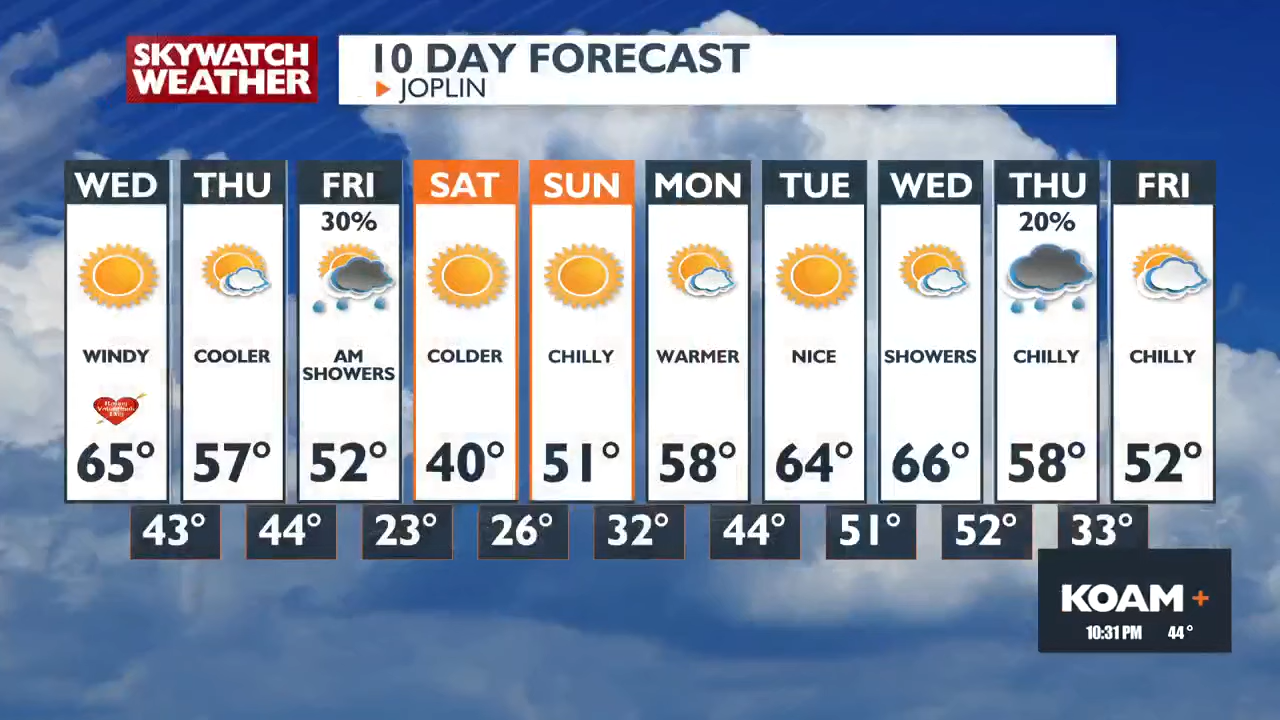 SKYWATCH
WEATHER
10 DAY FORECAST
JOPLIN
WED THU FRI SAT SUN MON TUE WED THU FRI
30% 20%
WINDY COOLER AM SHOWERS COLDER CHILLY WARMER NICE SHOWERS CHILLY CHILLY
65° 57° 52° 40° 51° 58° 64° 66° 58° 52°
43° 44° 23° 26° 32° 44° 51° 52° 33°
KOAM +
10:31 PM 44°